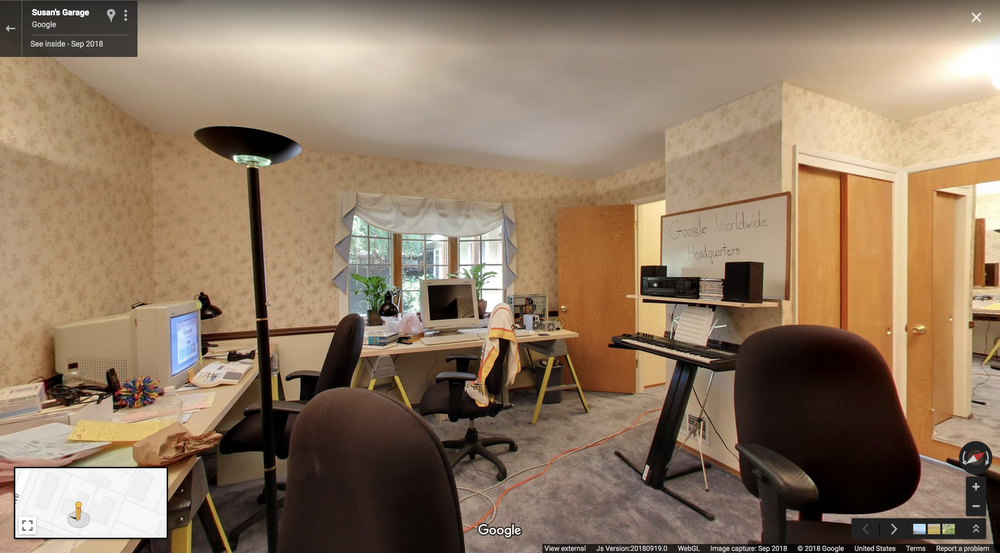 Susan's Garage
Google
See inside - Sep 2018
Google Worldwide
Headquarters
Google
View external
Js Version:20180919.0
WebGL
Image capture: Sep 2018
© 2018 Google
United States
Terms
Report a problem